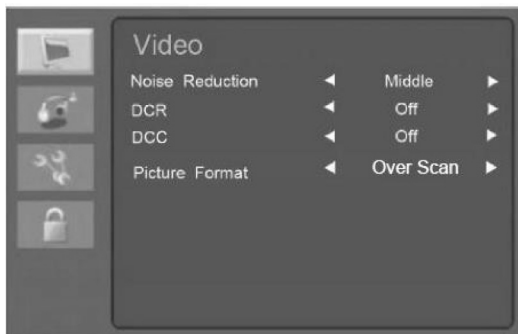 Video
Noise Reduction ◀ Middle ▶
DCR ◀ Off ▶
DCC ◀ Off ▶
Picture Format ◀ Over Scan ▶